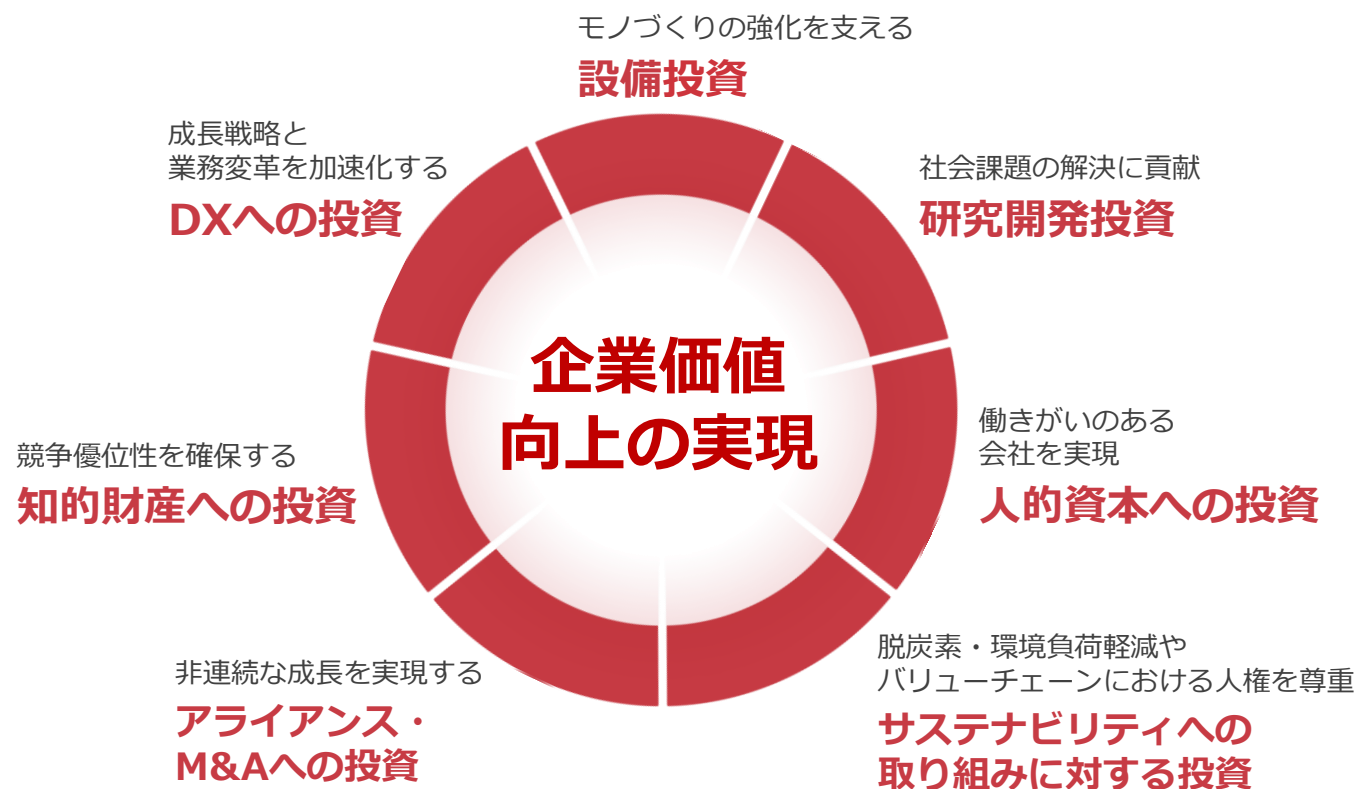 モノづくりの強化を支える
設備投資
社会課題の解決に貢献
研究開発投資
働きがいのある
会社を実現
人的資本への投資
脱炭素・環境負荷軽減や
バリューチェーンにおける人権を尊重
サステナビリティへの
取り組みに対する投資
非連続な成長を実現する
アライアンス・
M&Aへの投資
競争優位性を確保する
知的財産への投資
成長戦略と
業務変革を加速化する
DXへの投資
企業価値
向上の実現